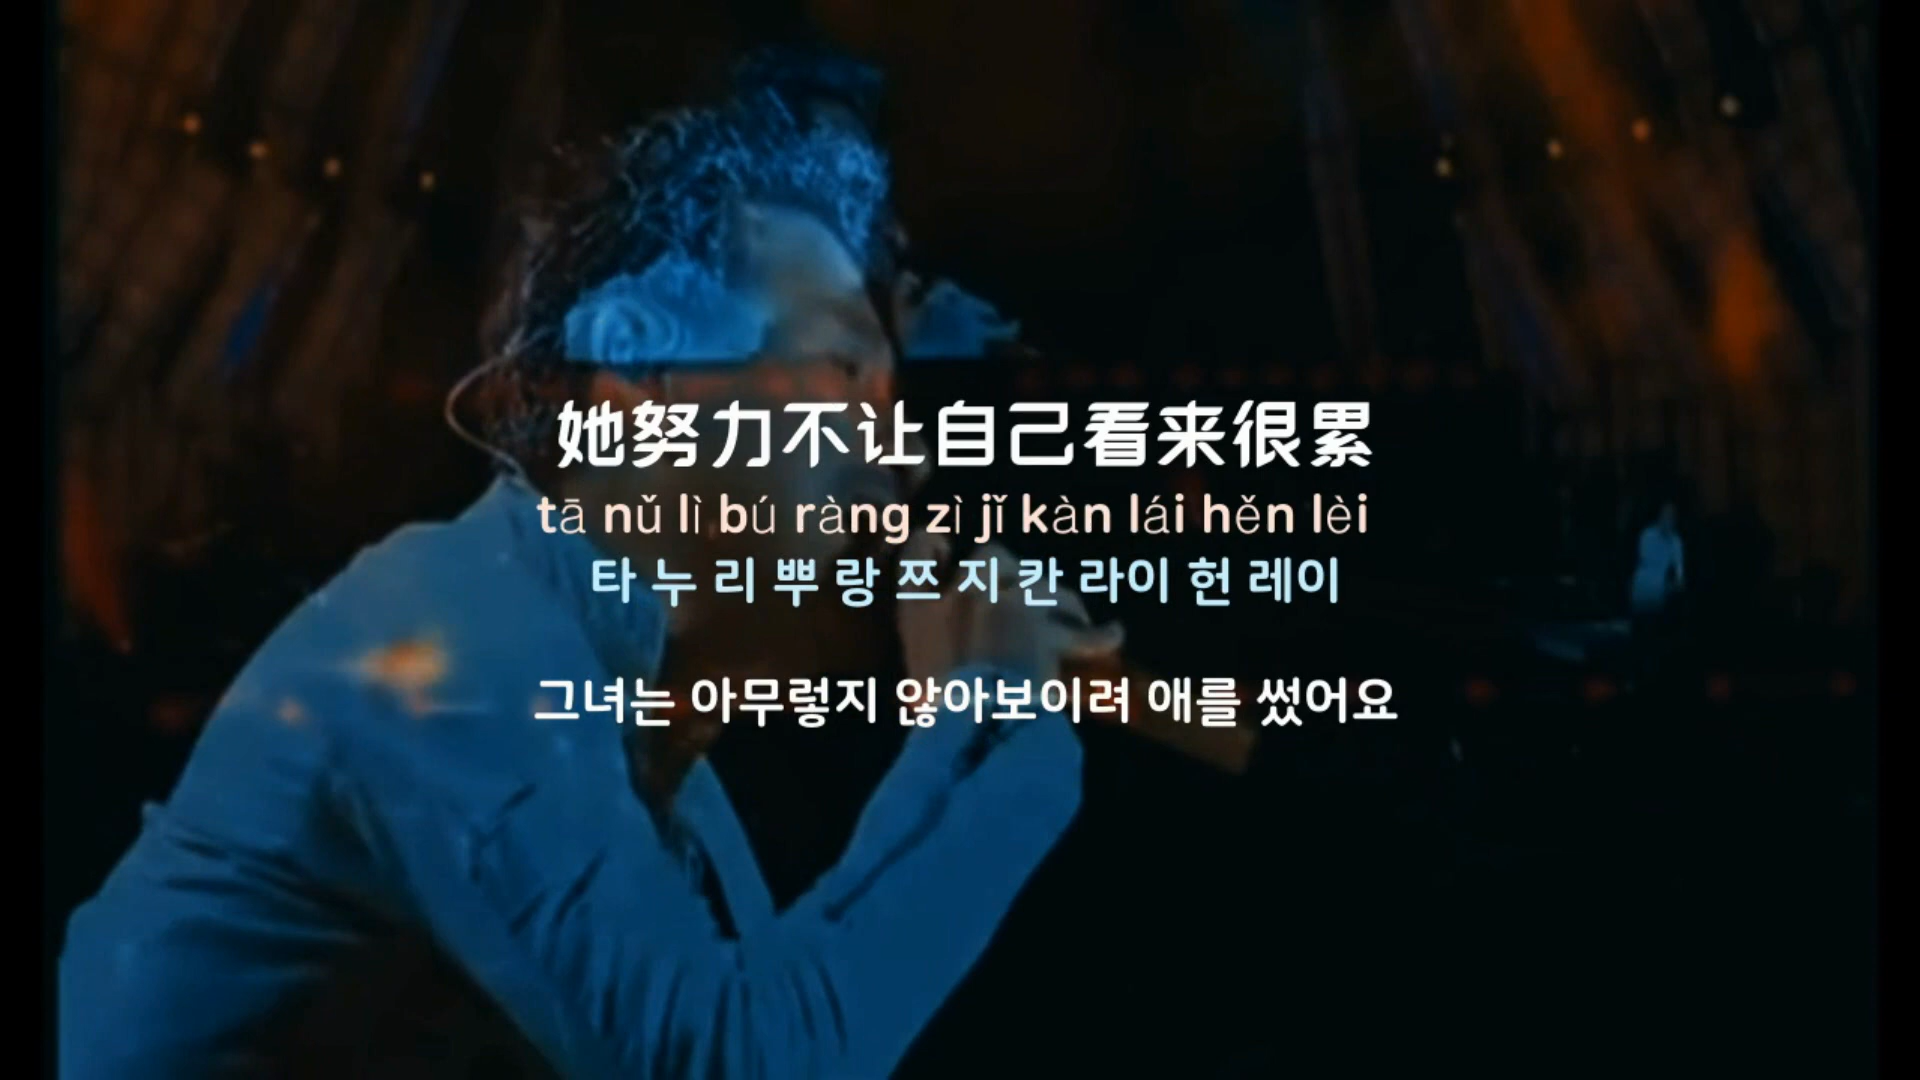 她努力不让自己看来很累
tā nǔ lì bú ràng zì jǐ kàn lái hěn lèi
타 누 리 뿌 랑 쯔 지 칸 라이 헌 레이
그녀는 아무렇지 않아보이려 애를 썼어요